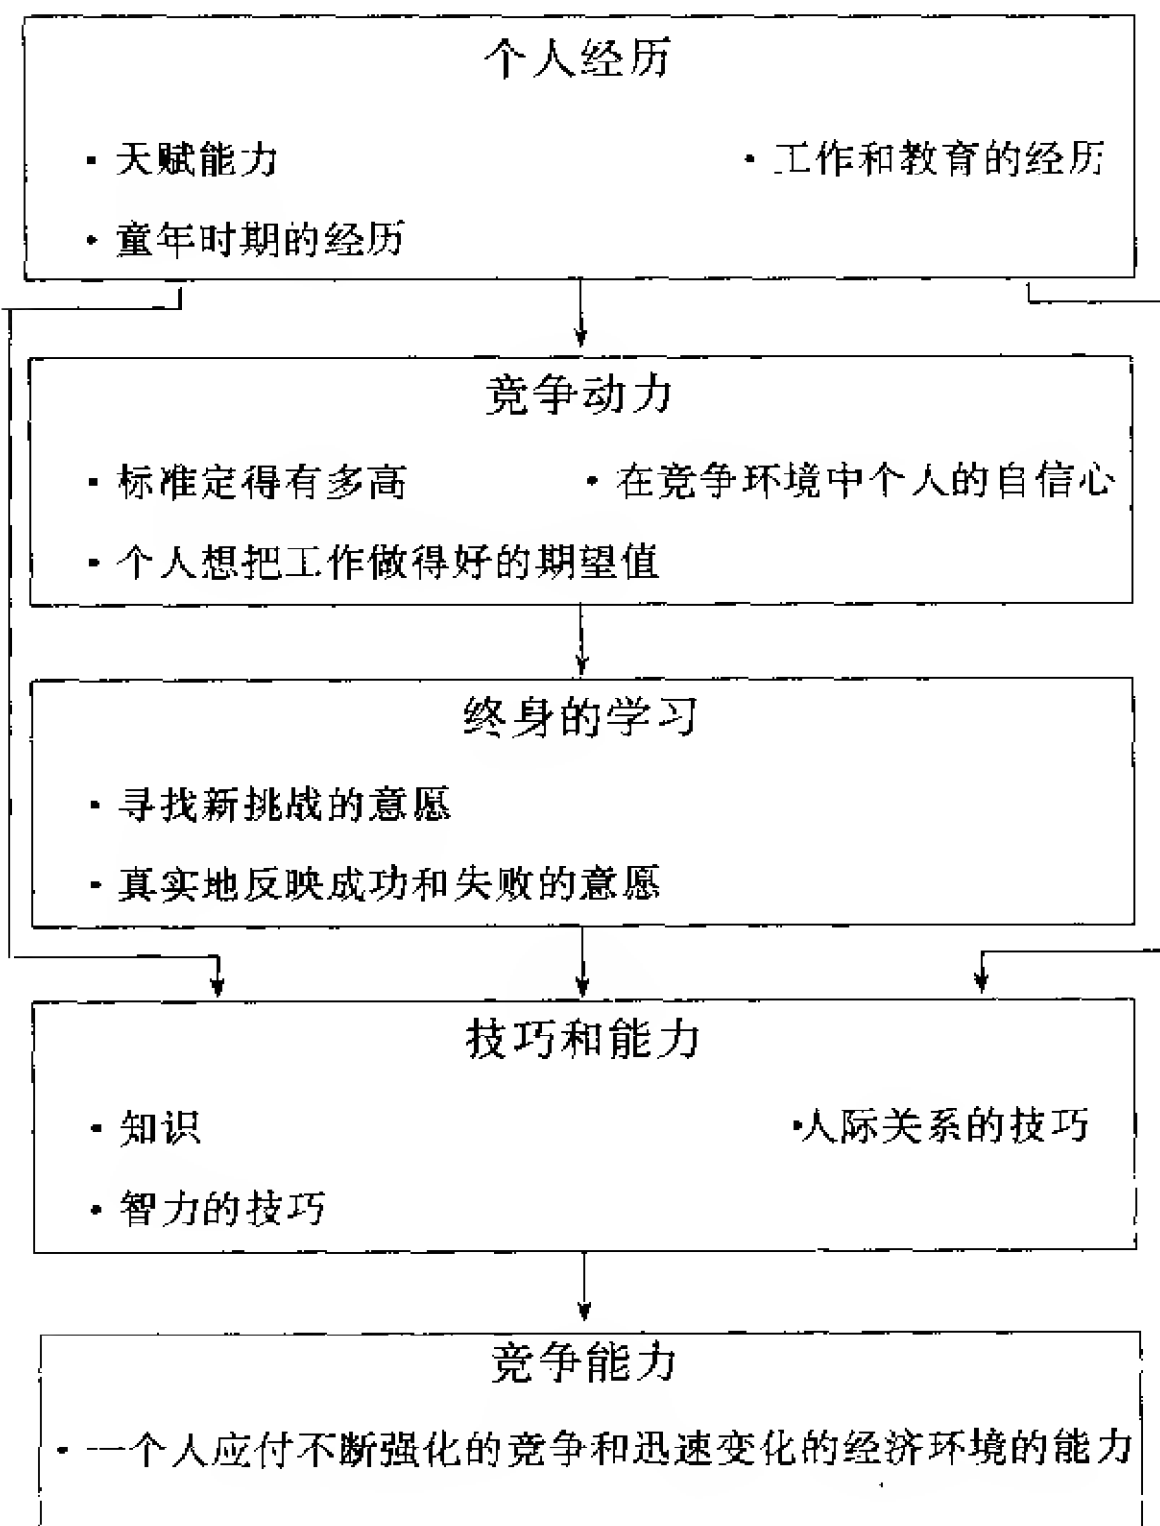 个人经历
· 天赋能力 · 工作和教育的经历
· 童年时期的经历
竞争动力
· 标准定得有多高 · 在竞争环境中个人的自信心
· 个人想把工作做得好的期望值
终身的学习
· 寻找新挑战的意愿
· 真实地反映成功和失败的意愿
技巧和能力
· 知识 ·人际关系的技巧
· 智力的技巧
竞争能力
· 一个人应付不断强化的竞争和迅速变化的经济环境的能力